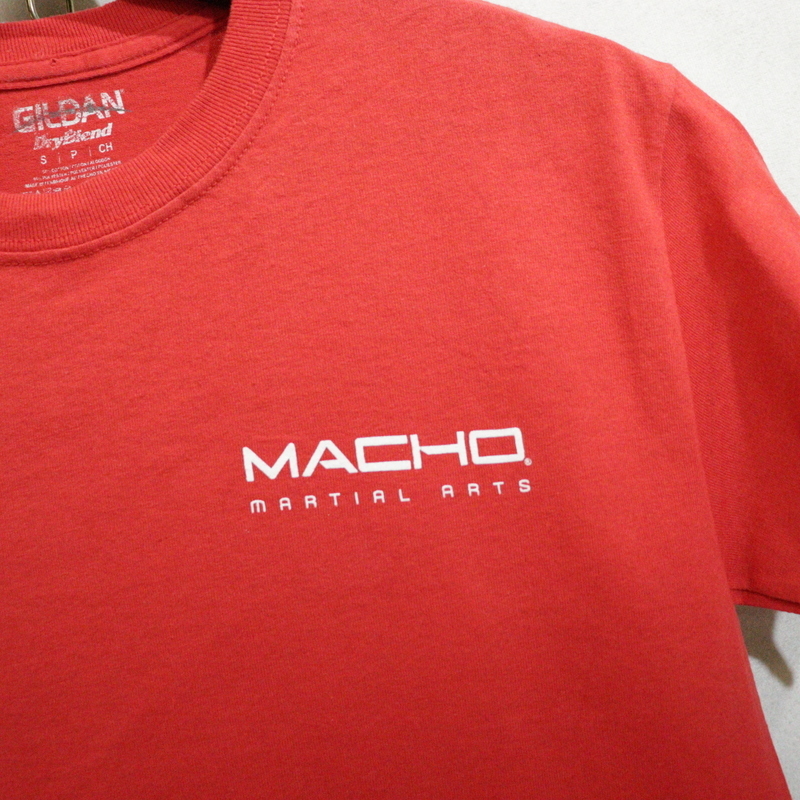 GILDAN
DryBlend
S | P | CH
MACHO®
MARTIAL ARTS